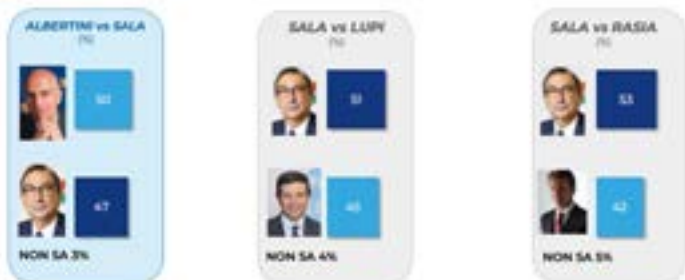 ALBERTINI vs SALA
(%)
50
47
NON SA 3%
SALA vs LUPI
(%)
51
45
NON SA 4%
SALA vs RASIA
(%)
53
42
NON SA 5%